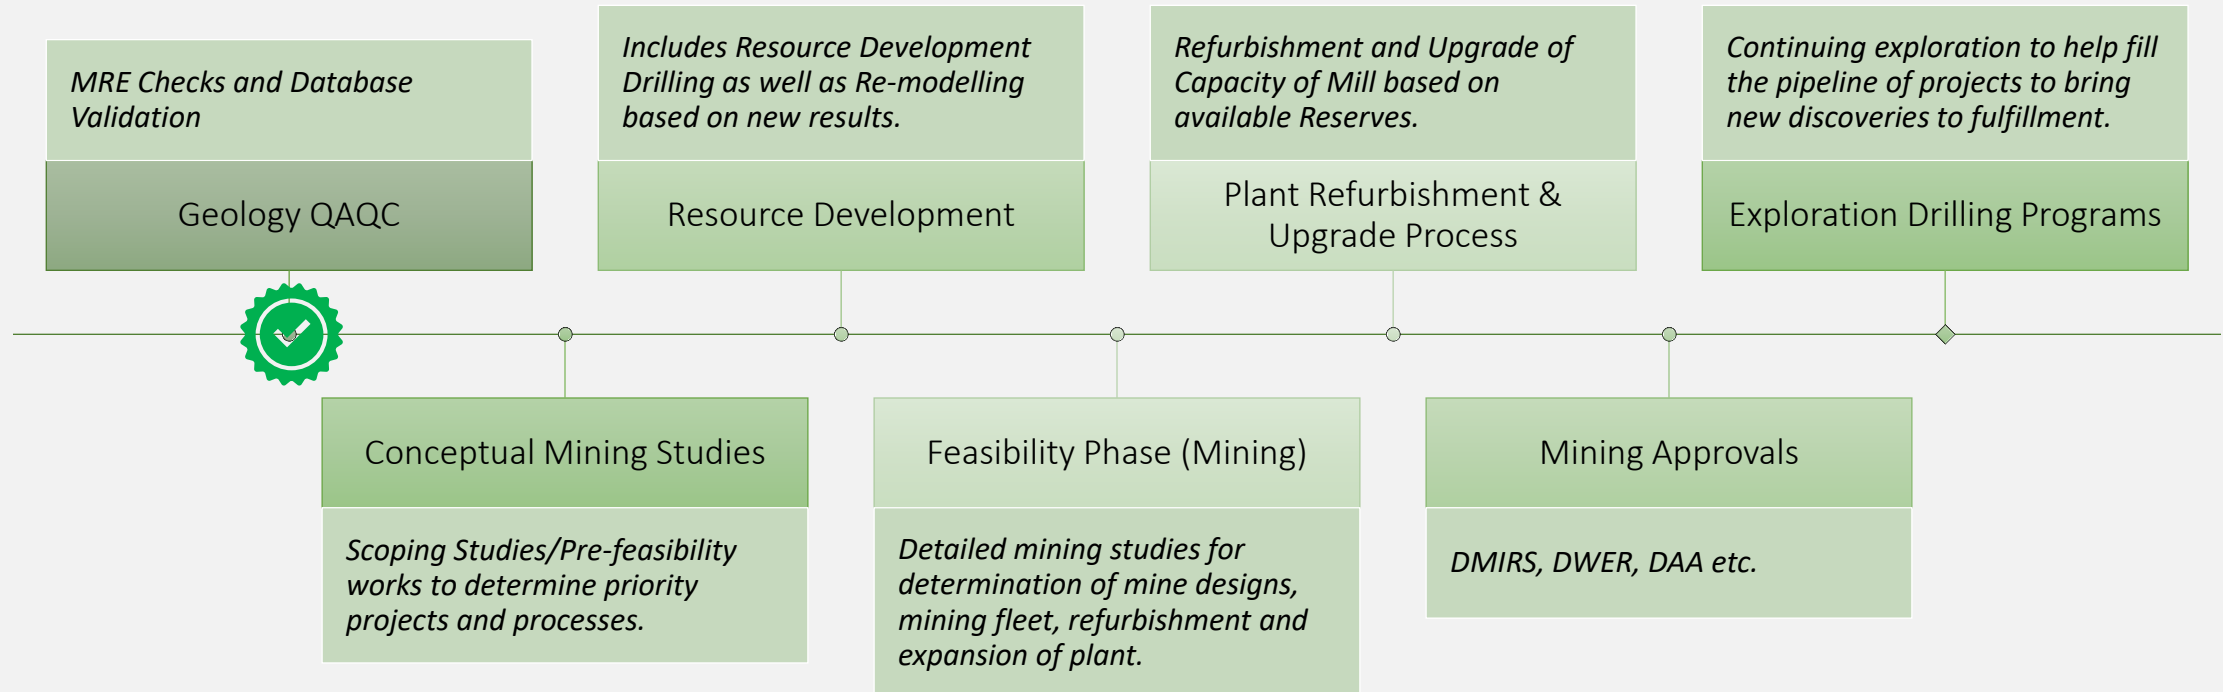 MRE Checks and Database
Validation
Geology QAQC
Includes Resource Development
Drilling as well as Re-modelling
based on new results.
Resource Development
Refurbishment and Upgrade of
Capacity of Mill based on
available Reserves.
Plant Refurbishment &
Upgrade Process
Continuing exploration to help fill
the pipeline of projects to bring
new discoveries to fulfillment.
Exploration Drilling Programs
Conceptual Mining Studies
Scoping Studies/Pre-feasibility
works to determine priority
projects and processes.
Feasibility Phase (Mining)
Detailed mining studies for
determination of mine designs,
mining fleet, refurbishment and
expansion of plant.
Mining Approvals
DMIRS, DWER, DAA etc.